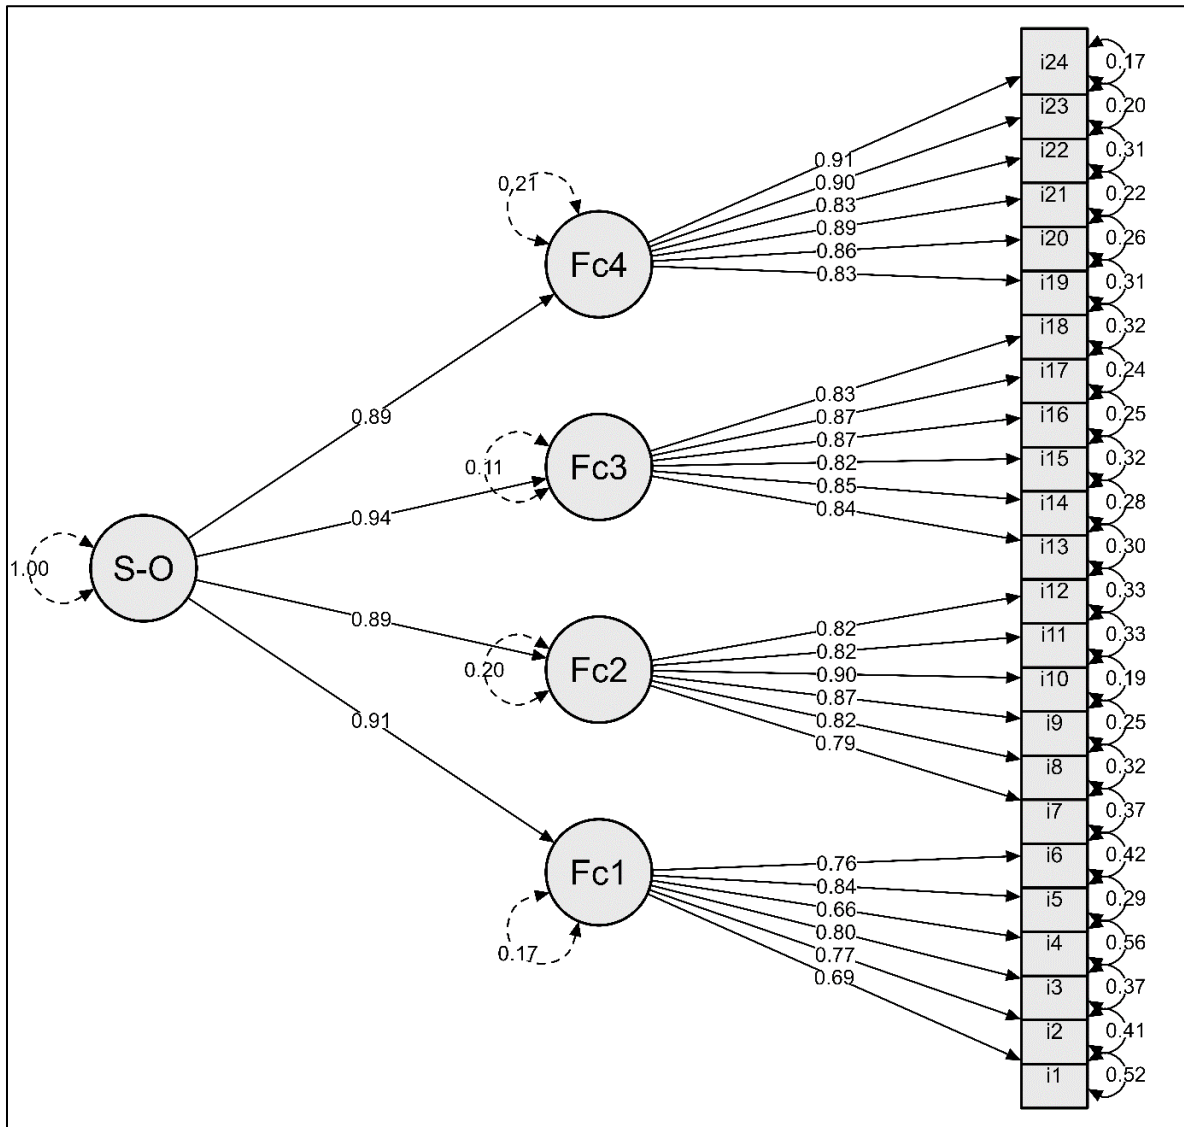 i24
0.17
i23
0.20
i22
0.31
i21
0.22
i20
0.26
i19
0.31
i18
0.32
i17
0.24
i16
0.25
i15
0.32
i14
0.28
i13
0.30
i12
0.33
i11
0.33
i10
0.19
i9
0.25
i8
0.32
i7
0.37
i6
0.42
i5
0.29
i4
0.56
i3
0.37
i2
0.41
i1
0.52
0.91
0.90
0.83
0.89
0.86
0.83
0.83
0.87
0.87
0.82
0.85
0.84
0.82
0.82
0.90
0.87
0.82
0.79
0.76
0.84
0.66
0.80
0.77
0.69
0.21
Fc4
0.11
Fc3
0.20
Fc2
Fc1
0.17
0.89
0.94
0.89
0.91
1.00
S-O